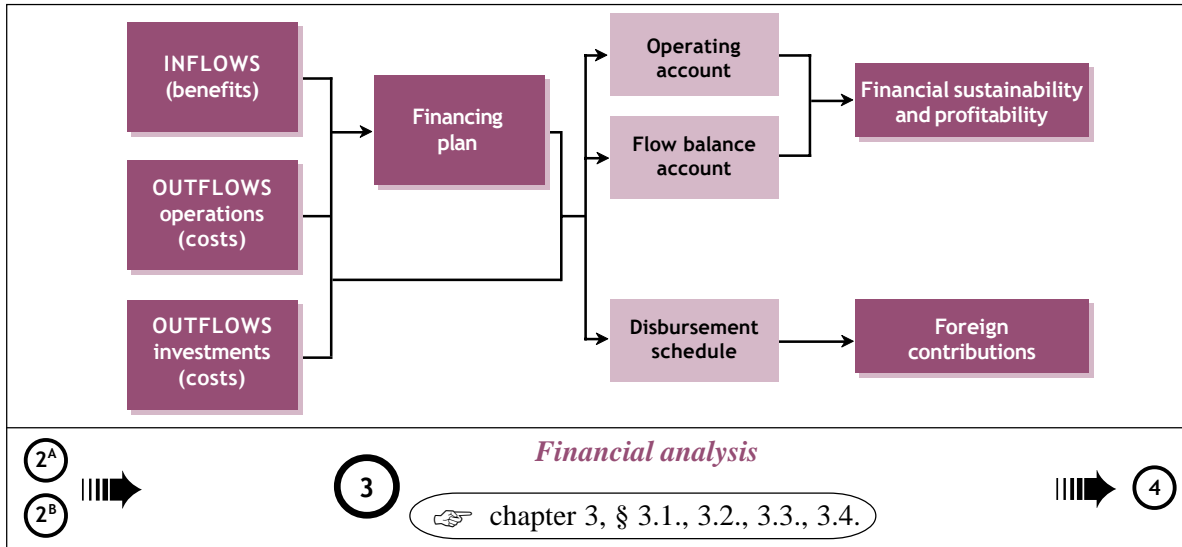 INFLOWS
(benefits)
OUTFLOWS
operations
(costs)
OUTFLOWS
investments
(costs)
Financing
plan
Operating
account
Flow balance
account
Disbursement
schedule
Financial sustainability
and profitability
Foreign
contributions
2A
2B
3
Financial analysis
☞ chapter 3, § 3.1., 3.2., 3.3., 3.4.
4